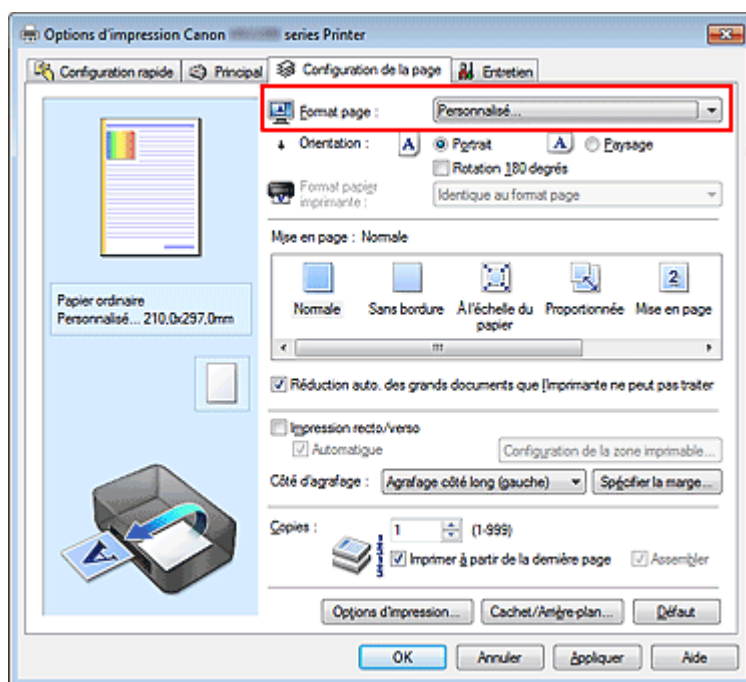 Options d'impression Canon series Printer
Configuration rapide Principal Configuration de la page Entretien
Format page : Personnalisé...
Orientation : A Portrait A Paysage
Rotation 180 degrés
Format papier imprimante : Identique au format page
Mise en page : Normale
Normale Sans bordure À l'échelle du papier Proportionnée Mise en page
Papier ordinaire
Personnalisé... 210,0x297,0mm
Réduction auto. des grands documents que l'imprimante ne peut pas traiter
Impression recto/verso
Automatique Configuration de la zone imprimable...
Côté d'agrafage : Agrafage côté long (gauche) Spécifier la marge...
Copies : 1 (1-999)
Imprimer à partir de la dernière page Assembler
Options d'impression... Cachet/Arrière-plan... Défaut
OK Annuler Appliquer Aide